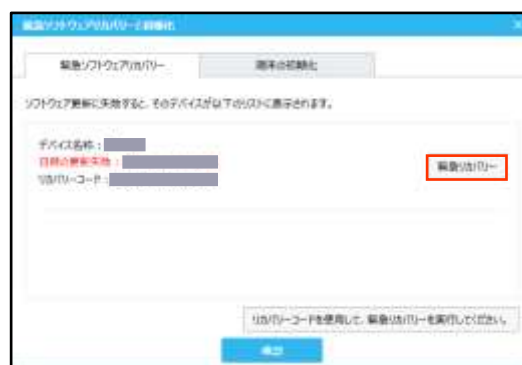 緊急ソフトウェアリカバリーと初期化
緊急ソフトウェアリカバリー
端末の初期化
ソフトウェア更新に失敗すると、そのデバイスが以下のリストに表示されます。
デバイス名称：
前回の更新失敗：
リカバリーコード：
緊急リカバリー
リカバリーコードを使用して、緊急リカバリーを実行してください。